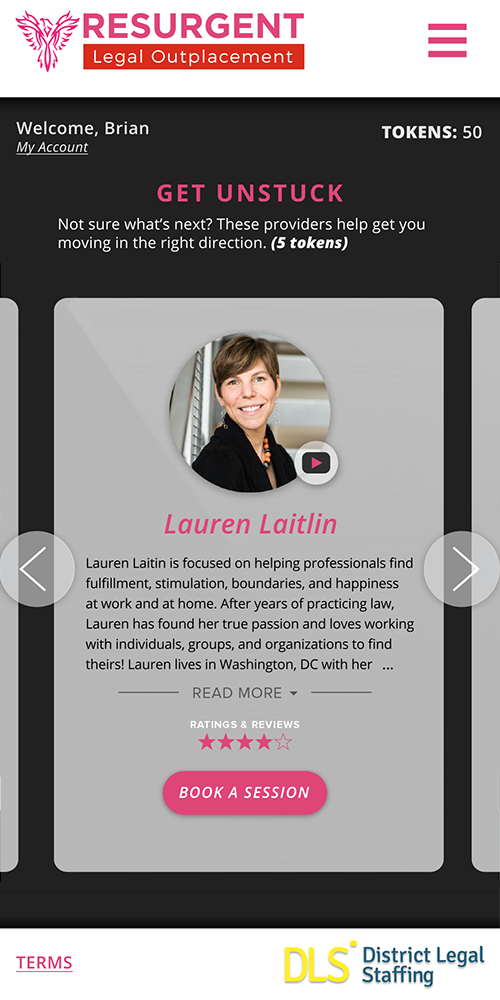 RESURGENT
Legal Outplacement
Welcome, Brian
TOKENS: 50
My Account
GET UNSTUCK
Not sure what's next? These providers help get you
moving in the right direction. (5 tokens)
Lauren Laitlin
Lauren Laitin is focused on helping professionals find
fulfillment, stimulation, boundaries, and happiness
at work and at home. After years of practicing law,
Lauren has found her true passion and loves working
with individuals, groups, and organizations to find
theirs! Lauren lives in Washington, DC with her ...
READ MORE
RATINGS & REVIEWS
BOOK A SESSION
TERMS
DLS
District Legal
Staffing